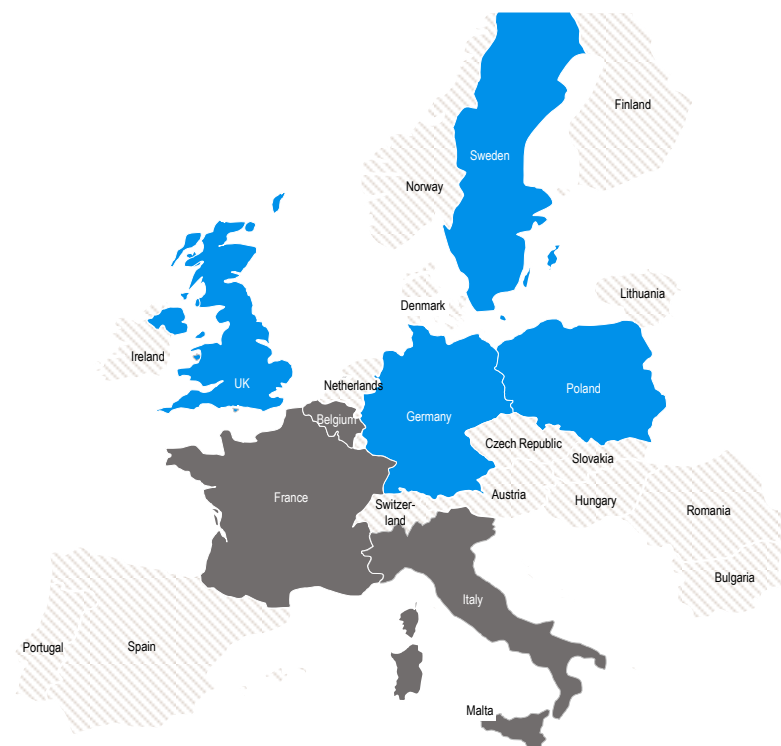 Finland
Sweden
Norway
Lithuania
Denmark
Ireland
Netherlands
UK
Poland
Belgium
Germany
Czech Republic
Slovakia
France
Austria
Switzer-
land
Hungary
Romania
Bulgaria
Italy
Portugal
Spain
Malta